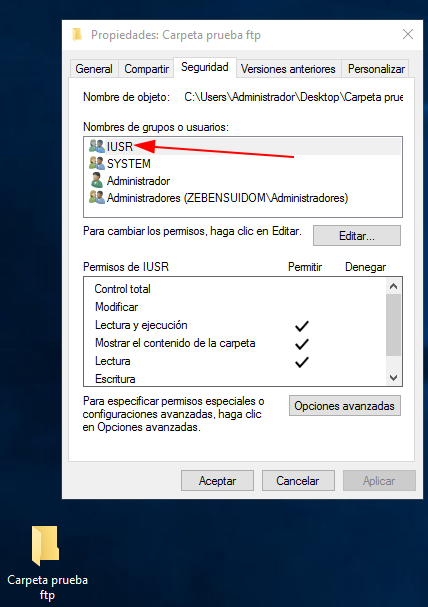 Propiedades: Carpeta prueba ftp
General
Compartir
Seguridad
Versiones anteriores
Personalizar
Nombre de objeto: C:\Users\Administrador\Desktop\Carpeta prue
Nombres de grupos o usuarios:
IUSR
SYSTEM
Administrador
Administradores (ZEBENSUIDOM\Administradores)
Para cambiar los permisos, haga clic en Editar.
Editar...
Permisos de IUSR Permitir Denegar
Control total
Modificar
Lectura y ejecución
Mostrar el contenido de la carpeta
Lectura
Escritura
Para especificar permisos especiales o
configuraciones avanzadas, haga clic
en Opciones avanzadas.
Opciones avanzadas
Aceptar
Cancelar
Aplicar
Carpeta prueba
ftp